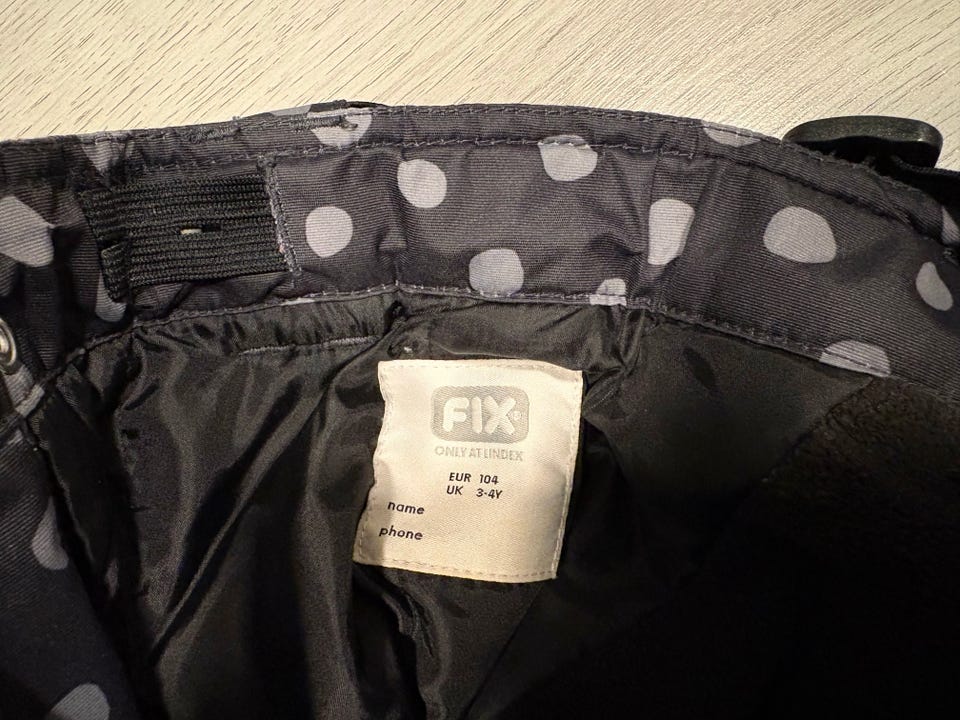 FIX®
ONLY AT LINDEX
EUR 104
UK 3-4Y
name
phone